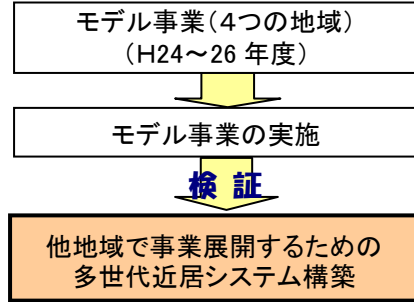 モデル事業(4つの地域)
(H24~26年度)
モデル事業の実施
検 証
他地域で事業展開するための
多世代近居システム構築